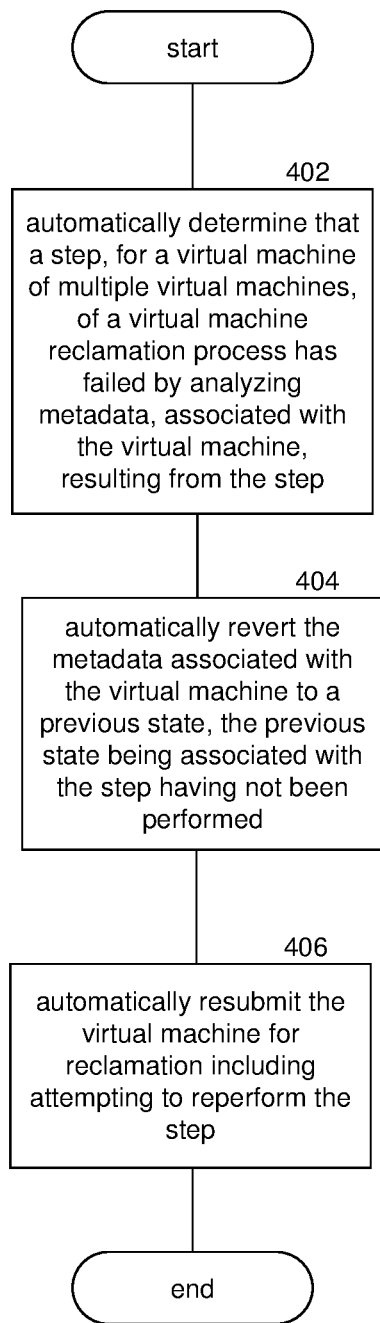 start
402
automatically determine that
a step, for a virtual machine
of multiple virtual machines,
of a virtual machine
reclamation process has
failed by analyzing
metadata, associated with
the virtual machine,
resulting from the step
404
automatically revert the
metadata associated with
the virtual machine to a
previous state, the previous
state being associated with
the step having not been
performed
406
automatically resubmit the
virtual machine for
reclamation including
attempting to reperform the
step
end